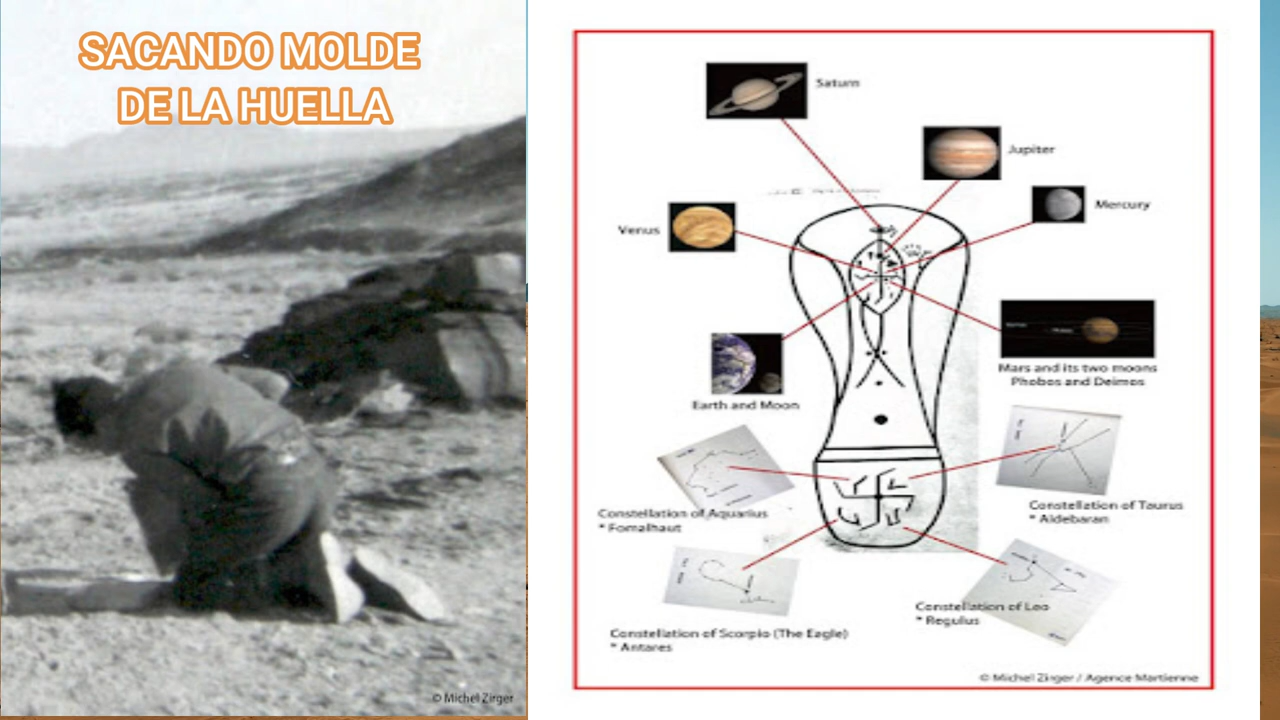 SACANDO MOLDE
DE LA HUELLA
© Michel Zirger
Saturn
Jupiter
Mercury
Venus
Mars and its two moons
Phobos and Deimos
Earth and Moon
Constellation of Aquarius
* Fomalhaut
Constellation of Taurus
* Aldebaran
Constellation of Leo
* Regulus
Constellation of Scorpio (The Eagle)
* Antares
© Michel Zirger / Agence Martienne